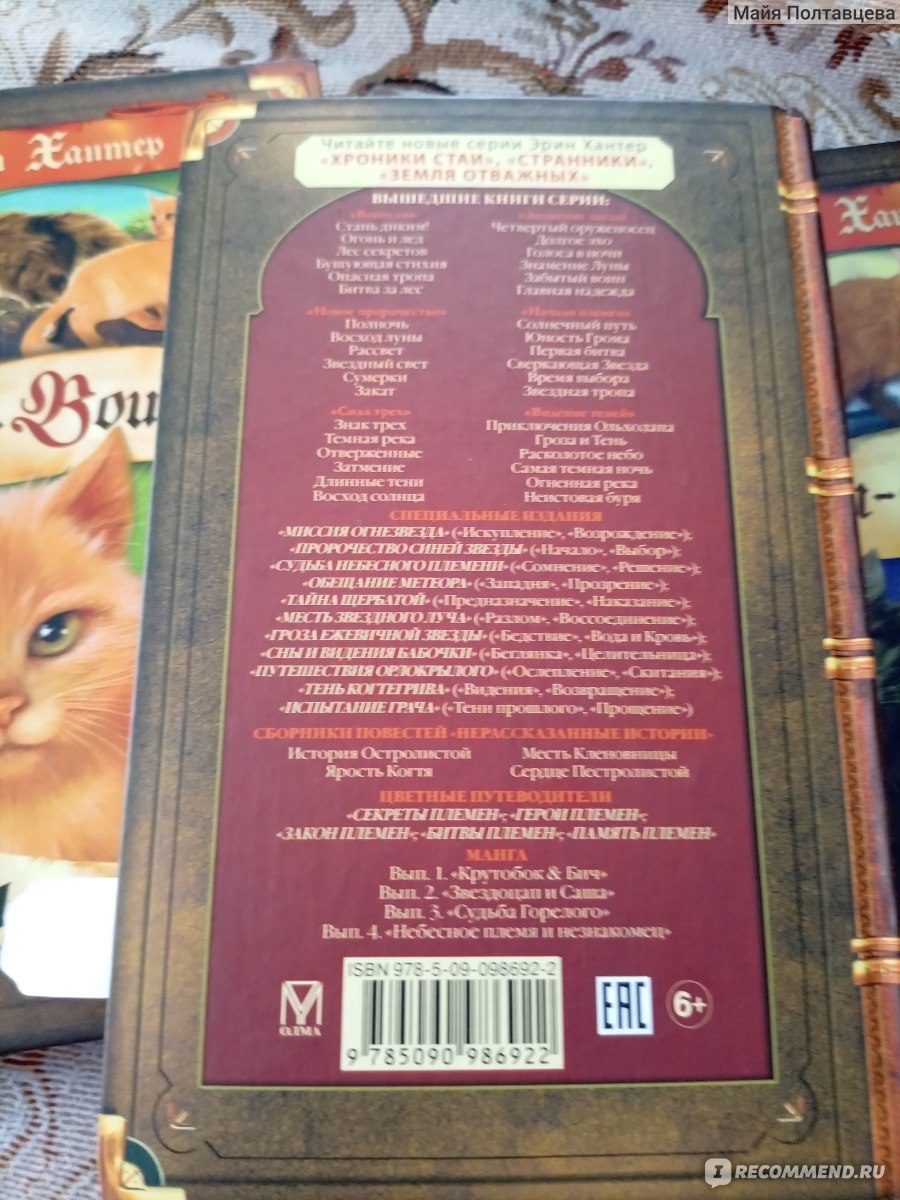 Майя Полтавцева
Хантер
Вои
Читайте новые серии Эрин Хантер
«ХРОНИКИ СТАИ», «СТРАННИКИ»,
«ЗЕМЛЯ ОТВАЖНЫХ»
ВЫШЕДШИЕ КНИГИ СЕРИИ:
Стань диким!
Огонь и лед
Лес секретов
Бушующая стихия
Опасная тропа
Битва за лес
«Новое пророчество»
Полночь
Восход луны
Рассвет
Звездный свет
Сумерки
Закат
«Сила трех»
Знак трех
Темная река
Отверженные
Затмение
Длинные тени
Восход солнца
Четвертый оруженосец
Долгое эхо
Голоса в ночи
Знамение Луны
Забытый воин
Главная надежда
«Начало племен»
Солнечный путь
Юность Грома
Первая битва
Сверкающая Звезда
Время выбора
Звездная тропа
«Видение теней»
Приключения Ольхолапа
Гроза и Тень
Расколотое небо
Самая темная ночь
Огненная река
Неистовая буря
СПЕЦИАЛЬНЫЕ ИЗДАНИЯ
«МИССИЯ ОГНЕЗВЕЗДА» («Искупление», «Возрождение»);
«ПРОРОЧЕСТВО СИНЕЙ ЗВЕЗДЫ» («Начало», «Выбор»);
«СУДЬБА НЕБЕСНОГО ПЛЕМЕНИ» («Сомнение», «Решение»);
«ОБЕЩАНИЕ МЕТЕОРА» («Западня», «Прозрение»);
«ТАЙНА ЩЕРБАТОЙ» («Предназначение», «Наказание»);
«МЕСТЬ ЗВЕЗДНОГО ЛУЧА» («Разлом», «Воссоединение»);
«ГРОЗА ЕЖЕВИЧНОЙ ЗВЕЗДЫ» («Бедствие», «Вода и Кровь»);
«СНЫ И ВИДЕНИЯ БАБОЧКИ» («Беглянка», «Целительница»);
«ПУТЕШЕСТВИЯ ОРЛОКРЫЛОГО» («Ослепление», «Скитания»);
«ТЕНЬ КОГТЕГРИВА» («Видения», «Возвращение»);
«ИСПЫТАНИЕ ГРАЧА» («Тени прошлого», «Прощение»)
СБОРНИКИ ПОВЕСТЕЙ «НЕРАССКАЗАННЫЕ ИСТОРИИ»
История Остролистой Месть Кленовницы
Ярость Когтя Сердце Пестролистой
ЦВЕТНЫЕ ПУТЕВОДИТЕЛИ
«СЕКРЕТЫ ПЛЕМЕН»; «ГЕРОИ ПЛЕМЕН»;
«ЗАКОН ПЛЕМЕН»; «БИТВЫ ПЛЕМЕН»; «ПАМЯТЬ ПЛЕМЕН»
МАНГА
Вып. 1. «Крутобок & Бич»
Вып. 2. «Звездоцап и Саша»
Вып. 3. «Судьба Горелого»
Вып. 4. «Небесное племя и незнакомец»
ISBN 978-5-09-098692-2
ОЛМА
9 785090 986922
EAC
6+
IRECOMMEND.RU